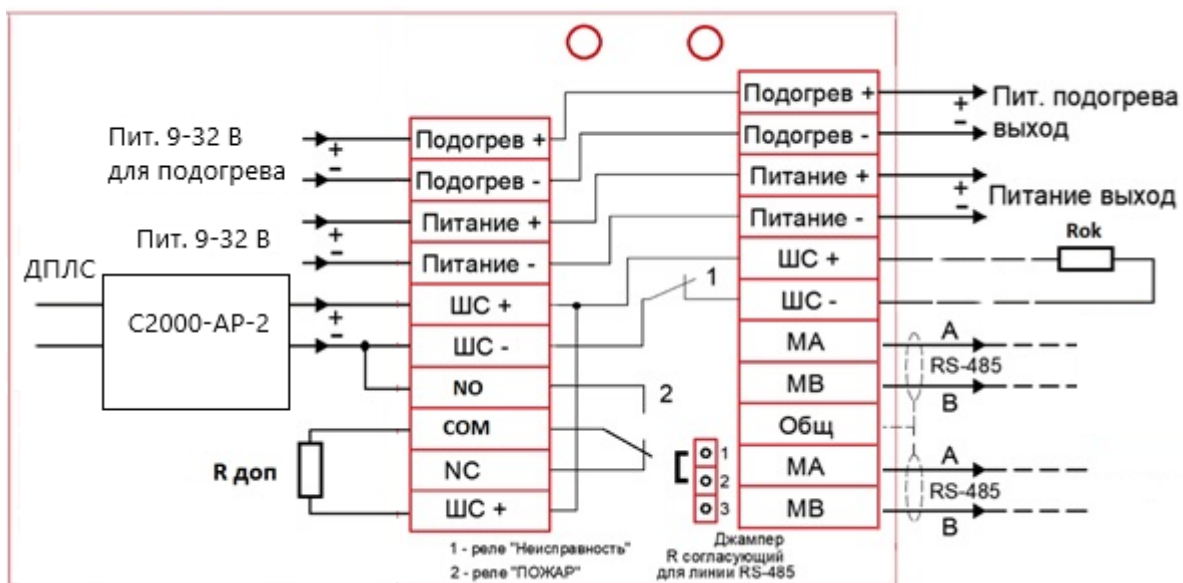 Пит. 9-32 В
для подогрева
+
-
Пит. 9-32 В
+
-
ДПЛС
С2000-АР-2
+
-
R доп
Подогрев +
Подогрев -
Питание +
Питание -
ШС +
ШС -
NO
COM
NC
ШС +
1
2
1
2
3
1 - реле "Неисправность"
2 - реле "ПОЖАР"
Джампер
R согласующий
для линии RS-485
Подогрев +
Подогрев -
Питание +
Питание -
ШС +
ШС -
МА
МВ
Общ
МА
МВ
+
-
Пит. подогрева
выход
+
-
Питание выход
Rok
A
RS-485
B
A
RS-485
B